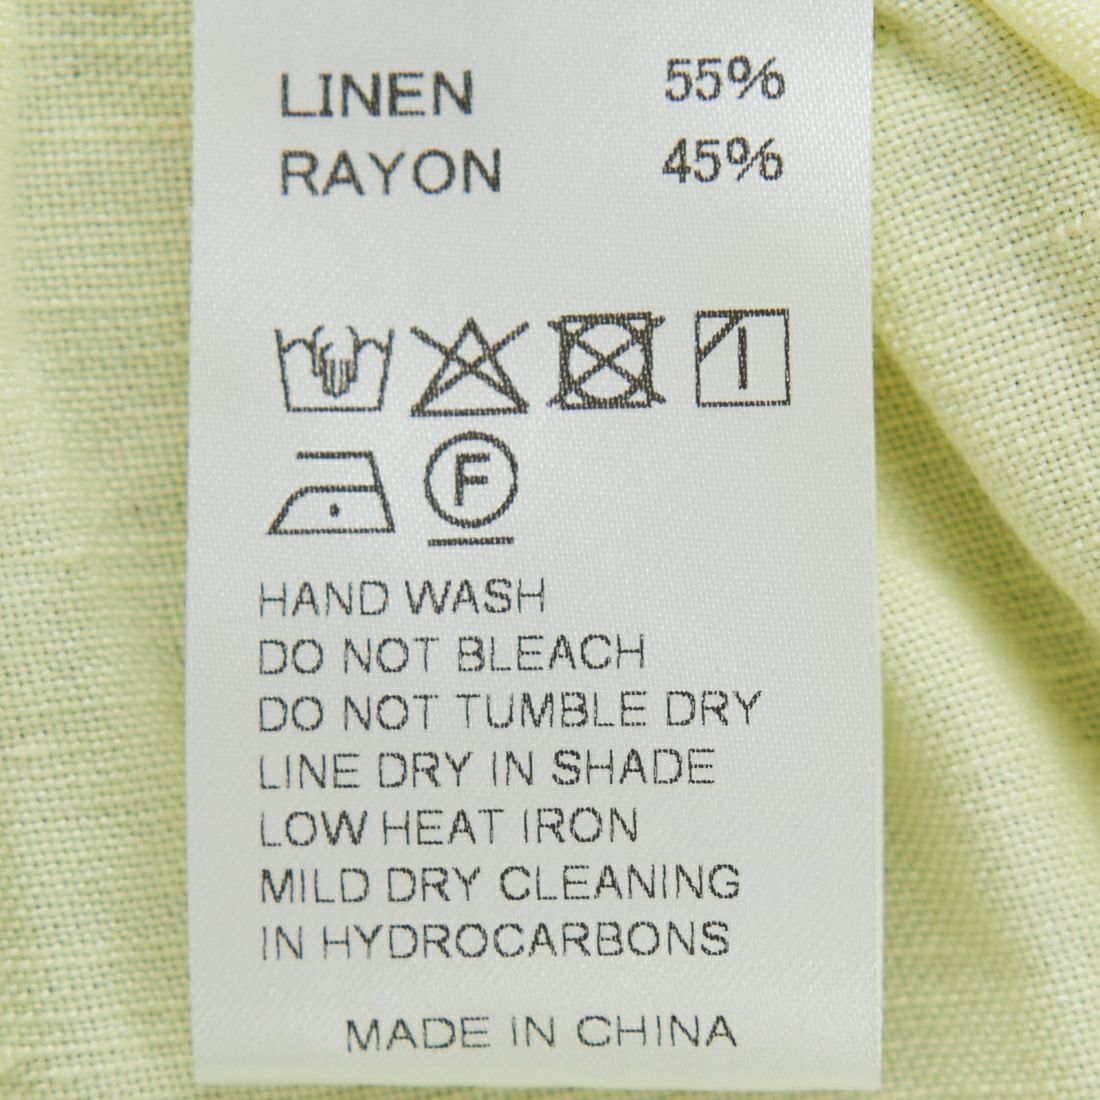 LINEN 55%
RAYON 45%
F
HAND WASH
DO NOT BLEACH
DO NOT TUMBLE DRY
LINE DRY IN SHADE
LOW HEAT IRON
MILD DRY CLEANING
IN HYDROCARBONS
MADE IN CHINA